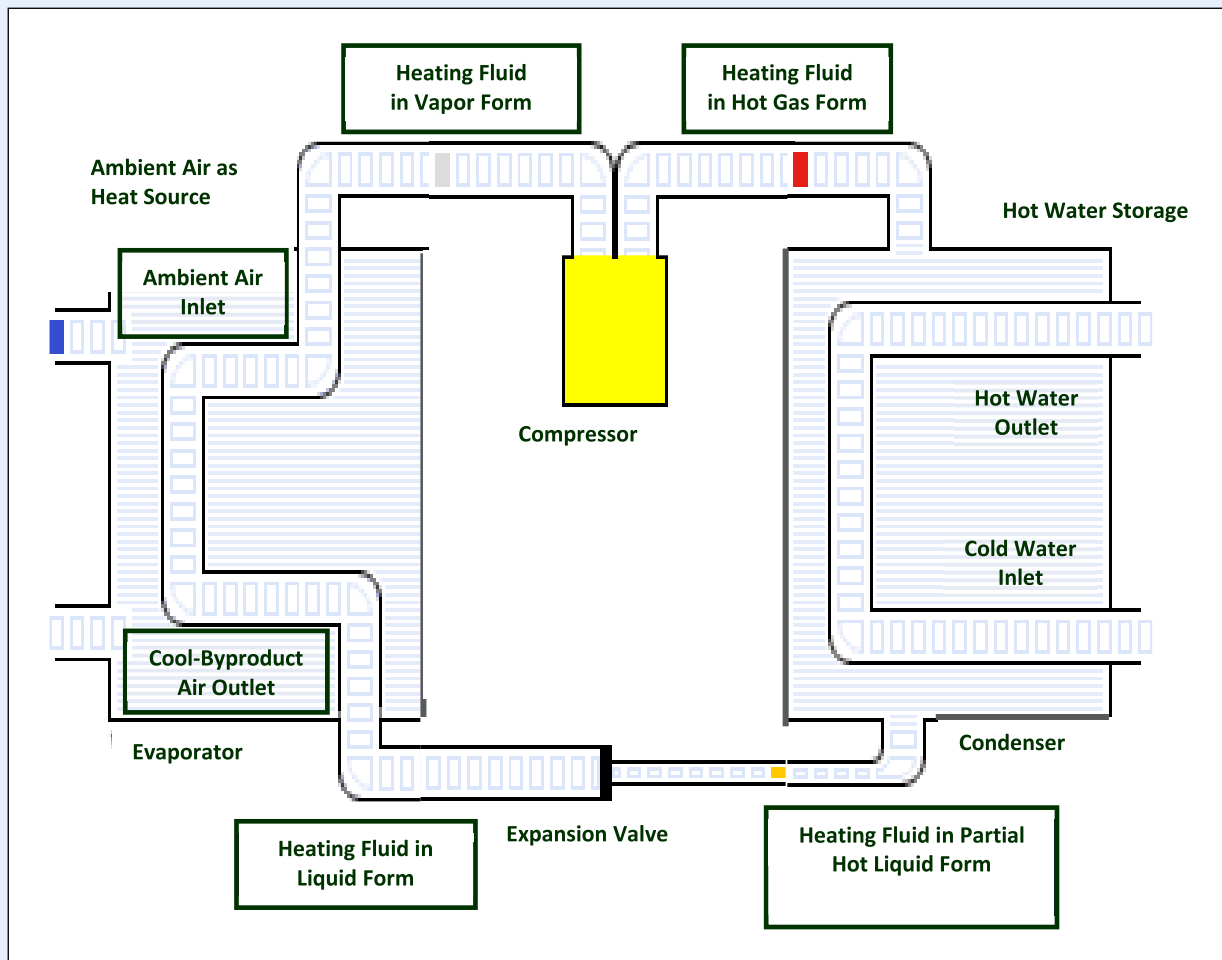 Heating Fluid
in Vapor Form
Heating Fluid
in Hot Gas Form
Ambient Air as
Heat Source
Hot Water Storage
Ambient Air
Inlet
Hot Water
Outlet
Compressor
Cold Water
Inlet
Cool-Byproduct
Air Outlet
Evaporator
Condenser
Expansion Valve
Heating Fluid in
Liquid Form
Heating Fluid in Partial
Hot Liquid Form